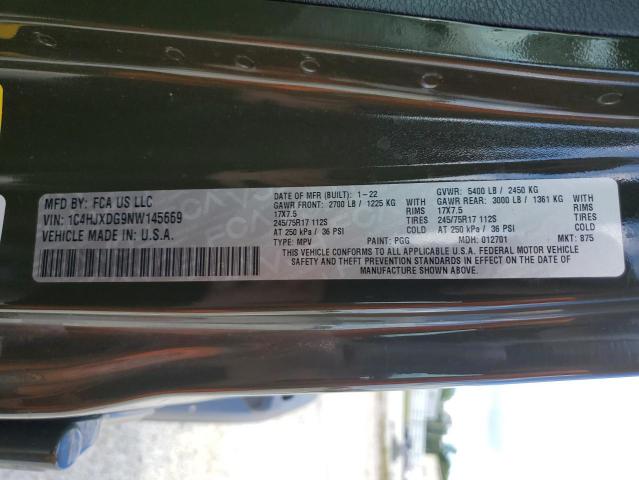 MFD BY: FCA US LLC
VIN: 1C4HJXDG9NW145669
VEHICLE MADE IN: U.S.A.
DATE OF MFR (BUILT): 1-22 GVWR: 5400 LB / 2450 KG
GAWR FRONT: 2700 LB / 1225 KG WITH GAWR REAR: 3000 LB / 1361 KG WITH
17X7.5 RIMS 17X7.5 RIMS
245/75R17 112S TIRES 245/75R17 112S TIRES
AT 250 kPa / 36 PSI COLD AT 250 kPa / 36 PSI COLD
TYPE: MPV PAINT: PGG MDH: 012701 MKT: 875
THIS VEHICLE CONFORMS TO ALL APPLICABLE U.S.A. FEDERAL MOTOR VEHICLE
SAFETY AND THEFT PREVENTION STANDARDS IN EFFECT ON THE DATE OF
MANUFACTURE SHOWN ABOVE.